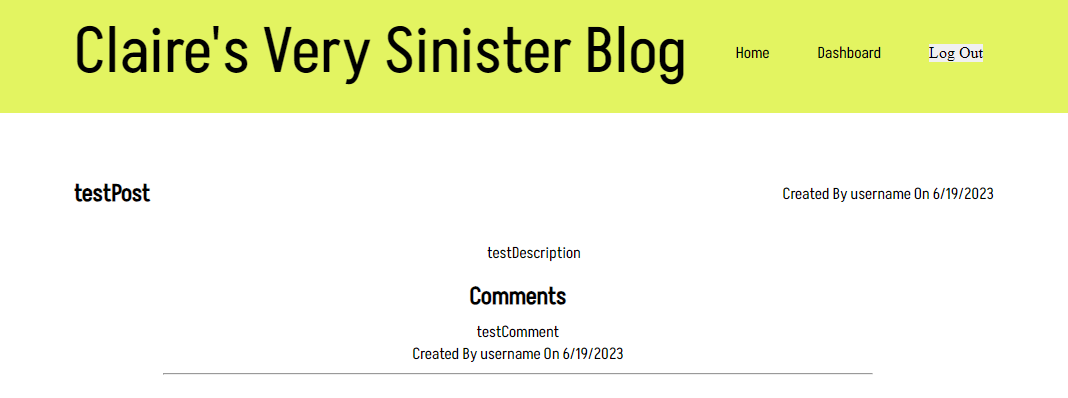 Claire's Very Sinister Blog
Home
Dashboard
Log Out
testPost
Created By username On 6/19/2023
testDescription
Comments
testComment
Created By username On 6/19/2023